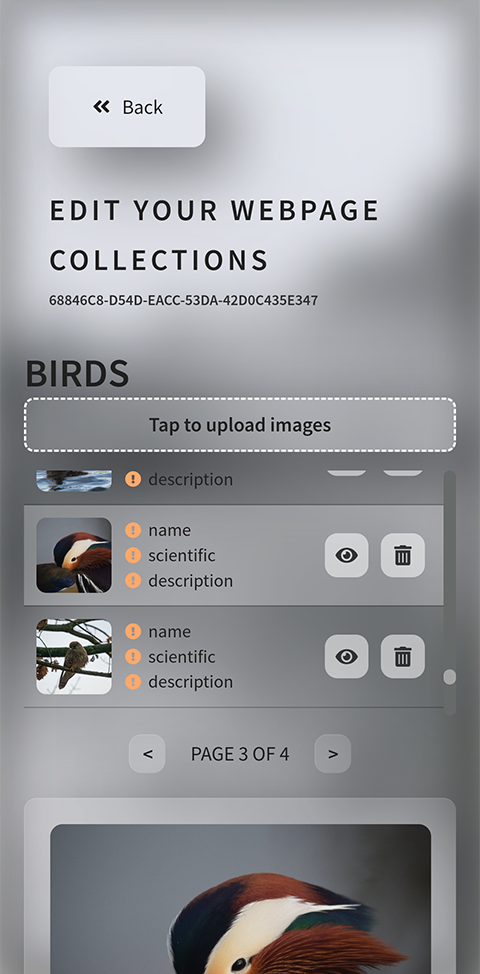 Back
EDIT YOUR WEBPAGE
COLLECTIONS
68846C8-D54D-EACC-53DA-42D0C435E347
BIRDS
Tap to upload images
description
name
scientific
description
name
scientific
description
< PAGE 3 OF 4 >